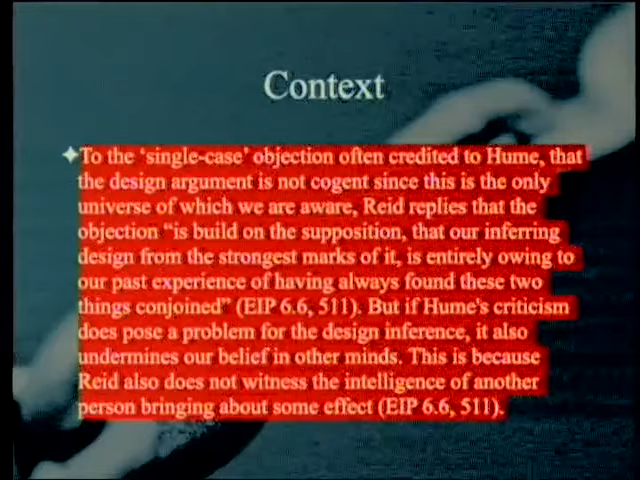 Context
To the ‘single-case’ objection often credited to Hume, that
the design argument is not cogent since this is the only
universe of which we are aware, Reid replies that the
objection “is build on the supposition, that our inferring
design from the strongest marks of it, is entirely owing to
our past experience of having always found these two
things conjoined” (EIP 6.6, 511). But if Hume's criticism
does pose a problem for the design inference, it also
undermines our belief in other minds. This is because
Reid also does not witness the intelligence of another
person bringing about some effect (EIP 6.6, 511).